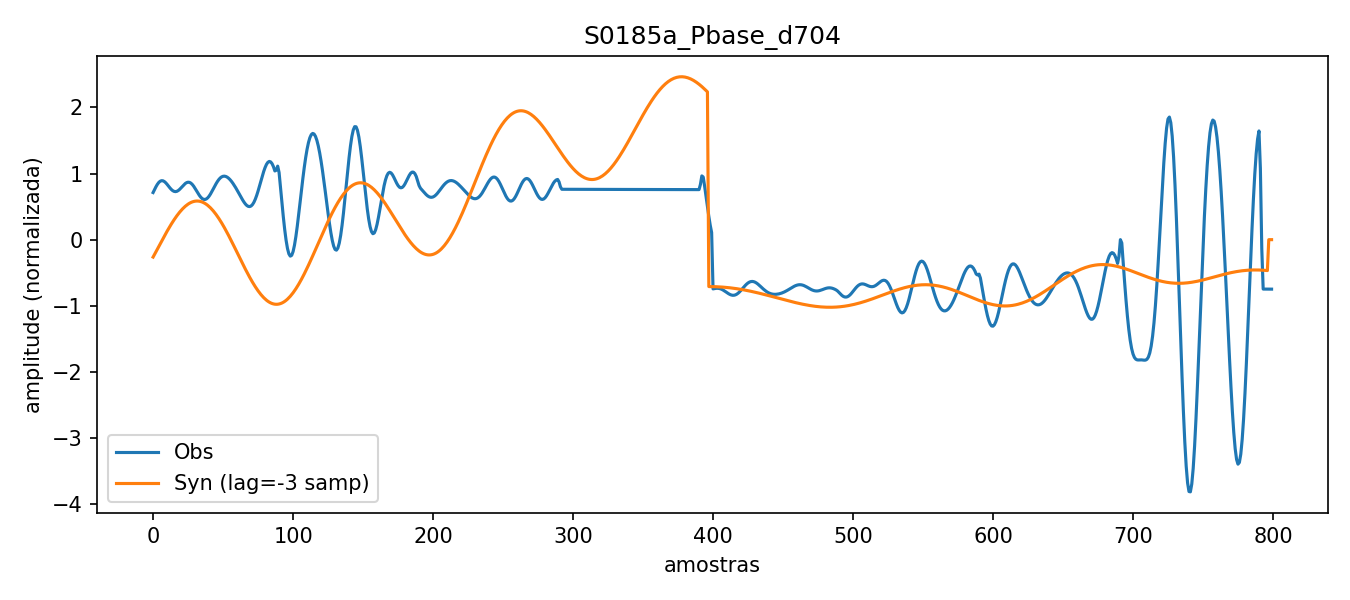 S0185a_Pbase_d704
2
1
0
−1
−2
−3
−4
amplitude (normalizada)
Obs
Syn (lag=-3 samp)
0 100 200 300 400 500 600 700 800
amostras